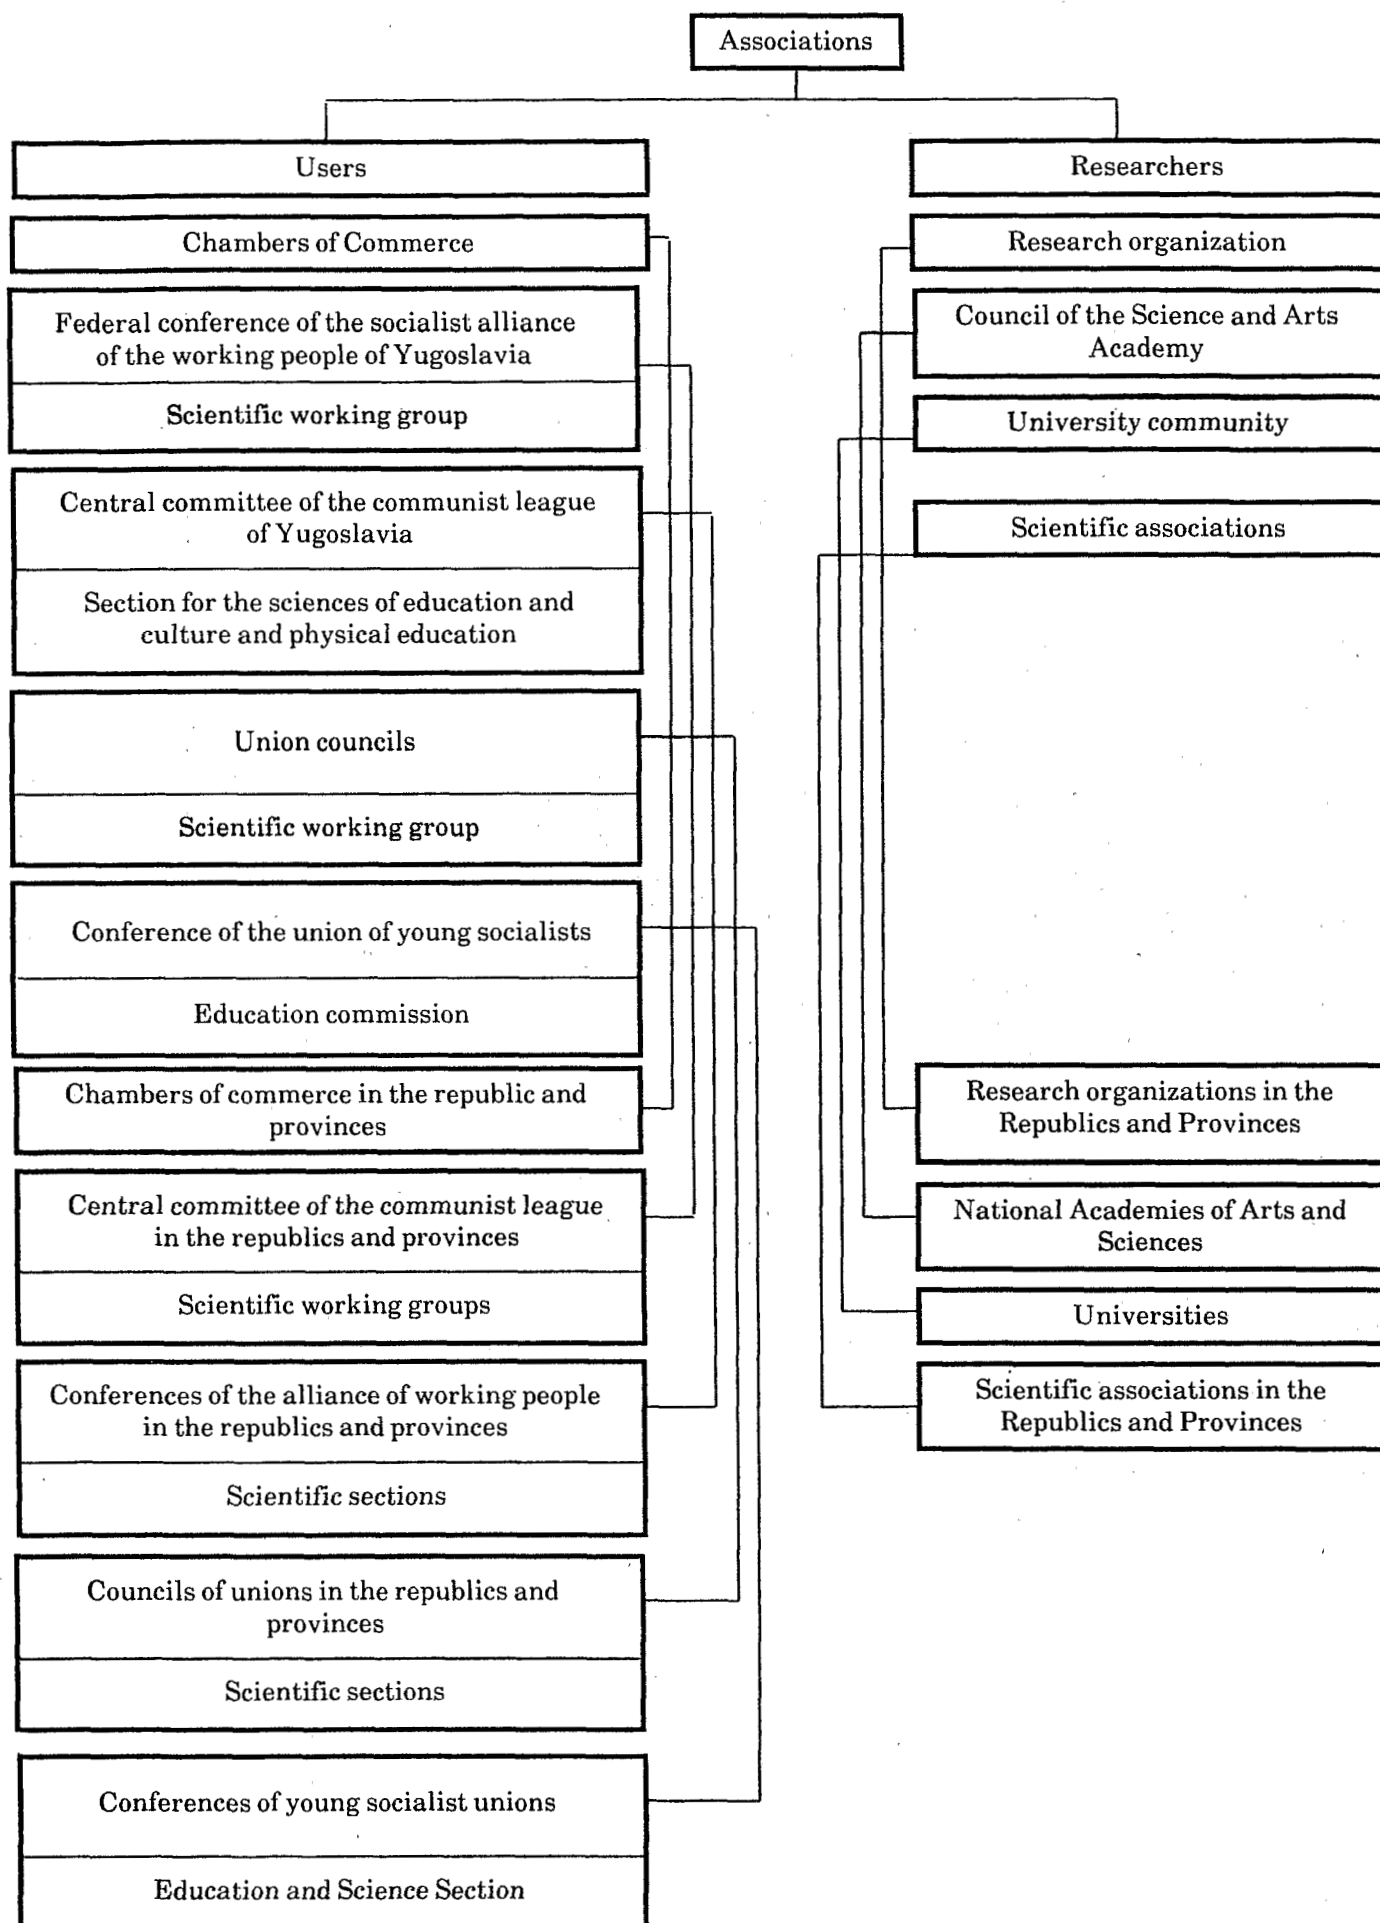 Associations
Users
Chambers of Commerce
Federal conference of the socialist alliance
of the working people of Yugoslavia
Scientific working group
Central committee of the communist league
of Yugoslavia
Section for the sciences of education and
culture and physical education
Union councils
Scientific working group
Conference of the union of young socialists
Education commission
Chambers of commerce in the republic and
provinces
Central committee of the communist league
in the republics and provinces
Scientific working groups
Conferences of the alliance of working people
in the republics and provinces
Scientific sections
Councils of unions in the republics and
provinces
Scientific sections
Conferences of young socialist unions
Education and Science Section
Researchers
Research organization
Council of the Science and Arts
Academy
University community
Scientific associations
Research organizations in the
Republics and Provinces
National Academies of Arts and
Sciences
Universities
Scientific associations in the
Republics and Provinces